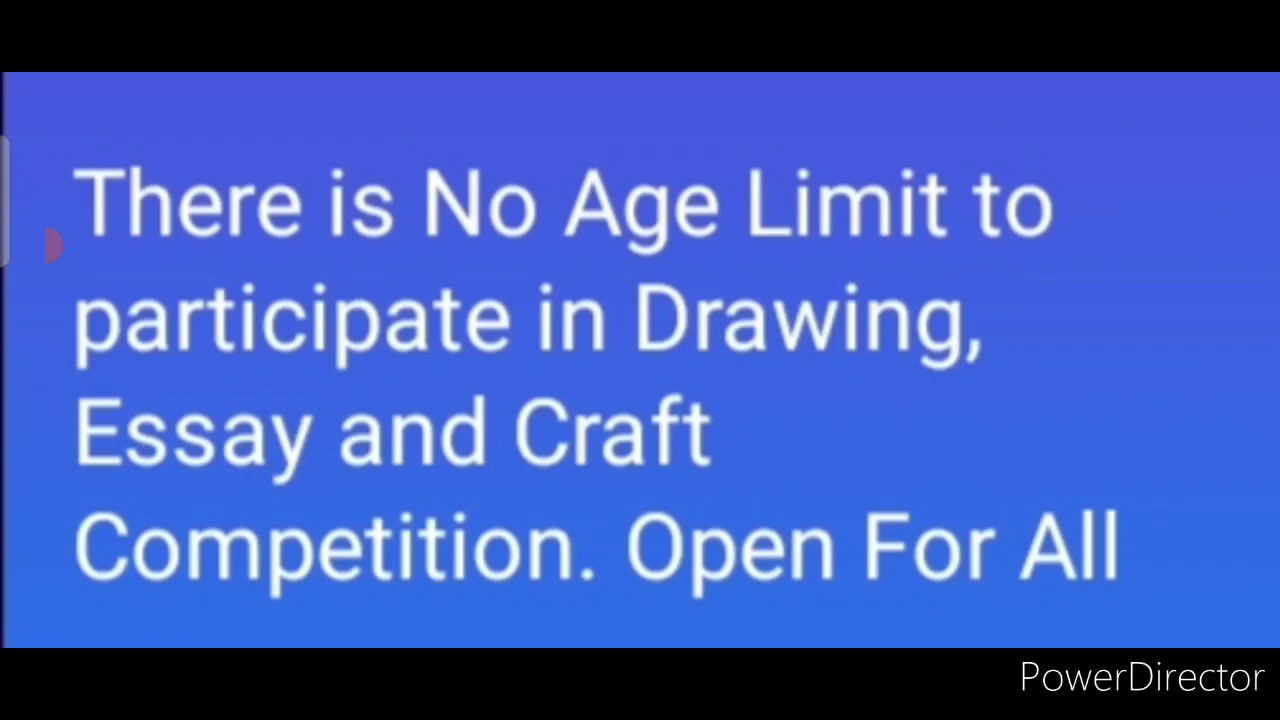 There is No Age Limit to
participate in Drawing,
Essay and Craft
Competition. Open For All
PowerDirector